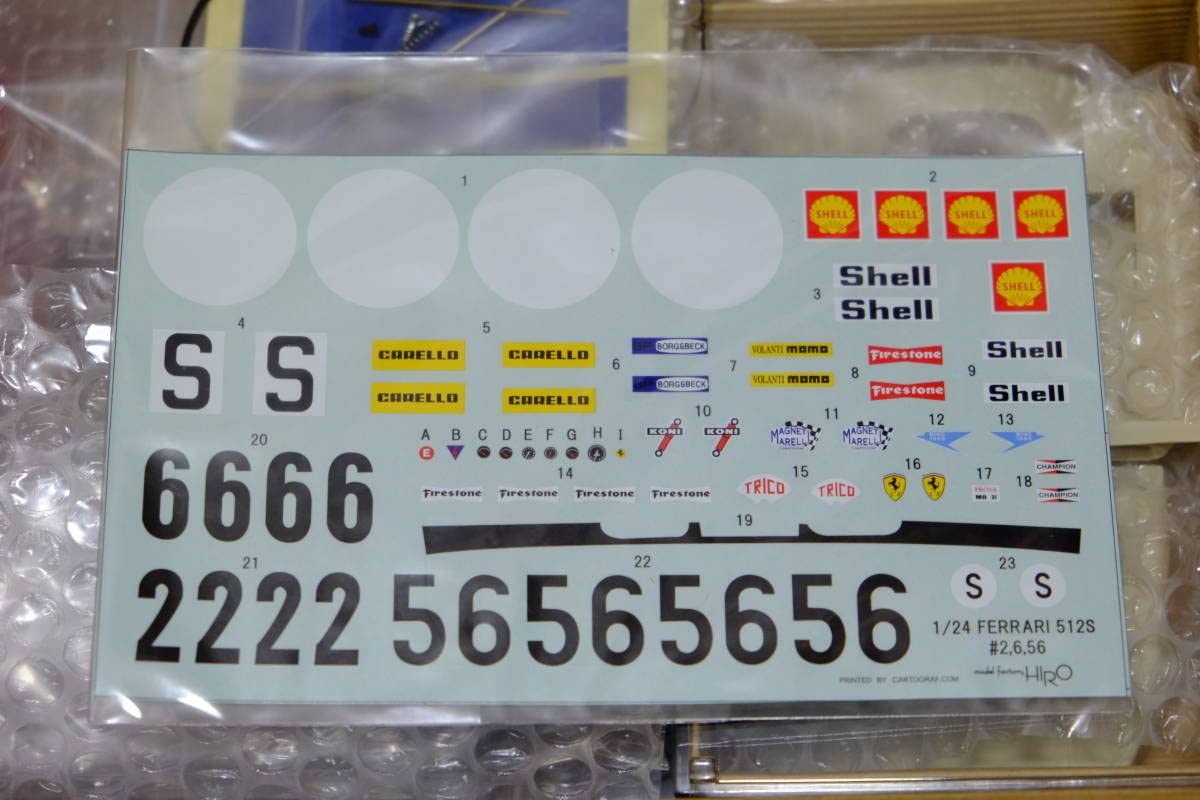 1
2
SHELL SHELL SHELL SHELL
3
Shell
Shell
SHELL
4
S S
5
CARELLO CARELLO
CARELLO CARELLO
6
BORG&BECK
BORG&BECK
7
VOLANTI momo
VOLANTI momo
8
Firestone
Firestone
9
Shell
Shell
10
KONI KONI
11
MAGNETI MARELLI MAGNETI MARELLI
12
13
20
6666
A B C D E F G H I
E
14
Firestone Firestone Firestone Firestone
15
TRICO TRICO
16
17
PROVA
MO 31
18
CHAMPION
CHAMPION
19
21
2222
22
56565656
23
S S
1/24 FERRARI 512S
#2,6,56
model factory HIRO
PRINTED BY CARTOGRAF.COM